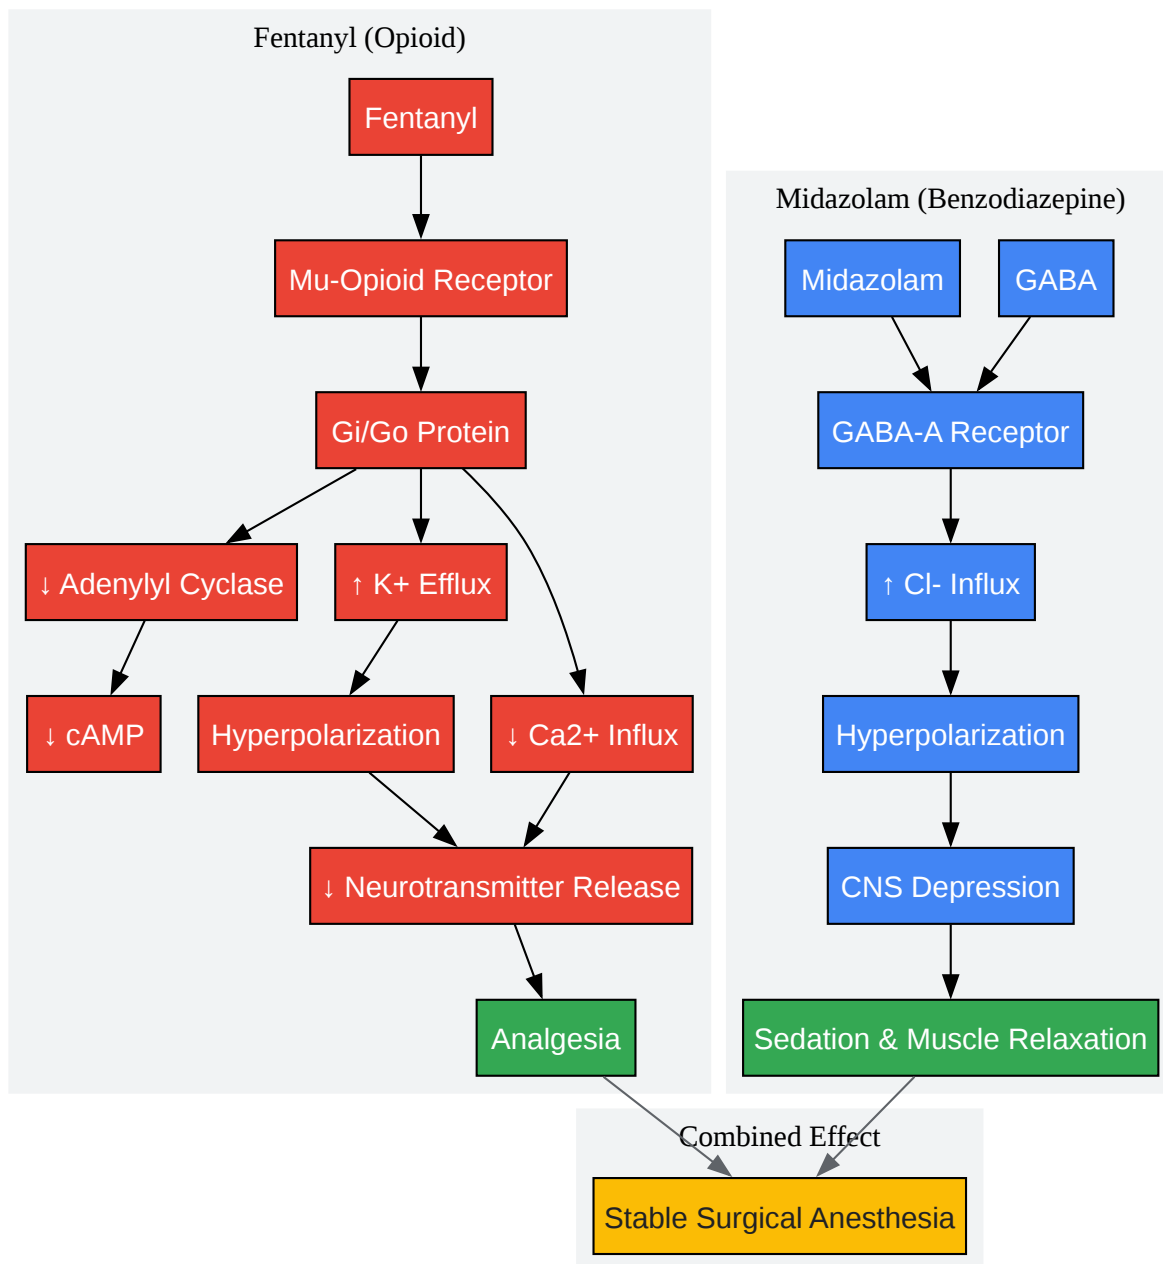 Fentanyl (Opioid)
Fentanyl
Mu-Opioid Receptor
Gi/Go Protein
↓ Adenylyl Cyclase
↑ K+ Efflux
↓ cAMP
Hyperpolarization
↓ Ca2+ Influx
↓ Neurotransmitter Release
Analgesia
Midazolam (Benzodiazepine)
Midazolam
GABA
GABA-A Receptor
↑ Cl- Influx
Hyperpolarization
CNS Depression
Sedation & Muscle Relaxation
Combined Effect
Stable Surgical Anesthesia